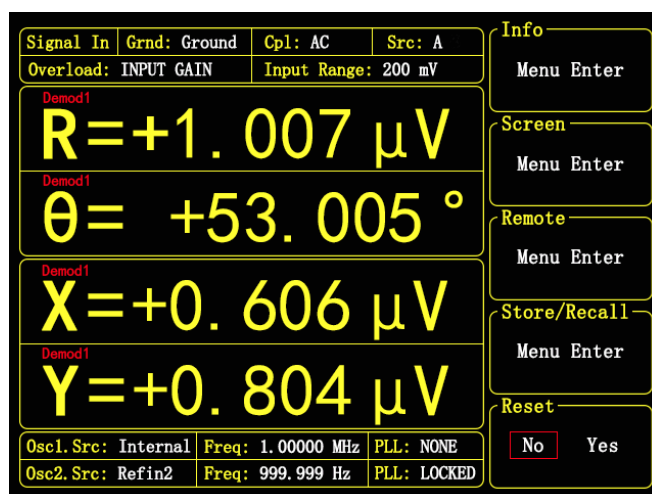 Signal In Grnd: Ground Cpl: AC Src: A
Overload: INPUT GAIN Input Range: 200 mV
Demod1
R=+1.007 μV
Demod1
θ= +53.005 °
Demod1
X=+0.606 μV
Demod1
Y=+0.804 μV
Osc1.Src: Internal Freq: 1.00000 MHz PLL: NONE
Osc2.Src: Refin2 Freq: 999.999 Hz PLL: LOCKED
Info
Menu Enter
Screen
Menu Enter
Remote
Menu Enter
Store/Recall
Menu Enter
Reset
No Yes